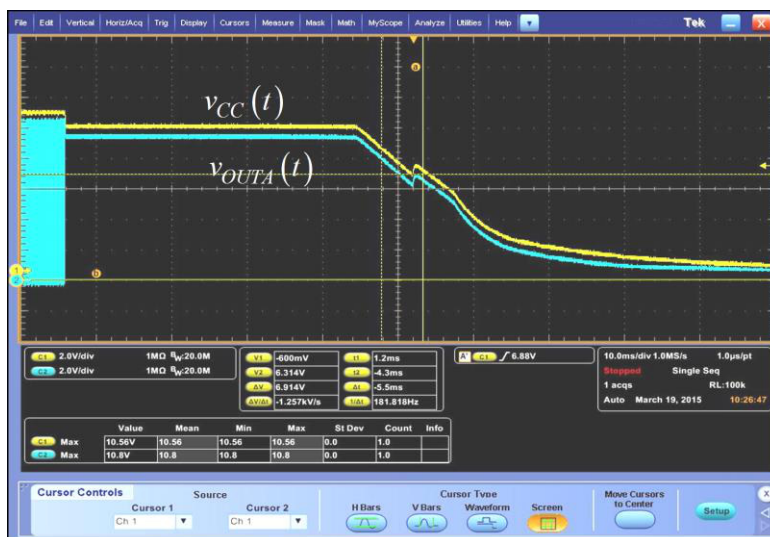 File Edit Vertical Horiz/Acq Trig Display Cursors Measure Mask Math MyScope Analyze Utilities Help Tek X
a
vCC(t)
vOUTA(t)
1
2
b
C1 2.0V/div 1MΩ BW:20.0M
C2 2.0V/div 1MΩ BW:20.0M
V1 -600mV t1 1.2ms
V2 6.314V t2 -4.3ms
ΔV 6.914V Δt -5.5ms
ΔV/Δt -1.257kV/s 1/Δt 181.818Hz
A' C1 6.88V
10.0ms/div 1.0MS/s 1.0µs/pt
Stopped Single Seq
1 acqs RL:100k
Auto March 19, 2015 10:26:47
Value Mean Min Max St Dev Count Info
C1 Max 10.56V 10.56 10.56 10.56 0.0 1.0
C2 Max 10.8V 10.8 10.8 10.8 0.0 1.0
Cursor Controls Source Cursor Type Move Cursors to Center X
Cursor 1 Cursor 2 H Bars V Bars Waveform Screen Setup
Ch 1 Ch 1